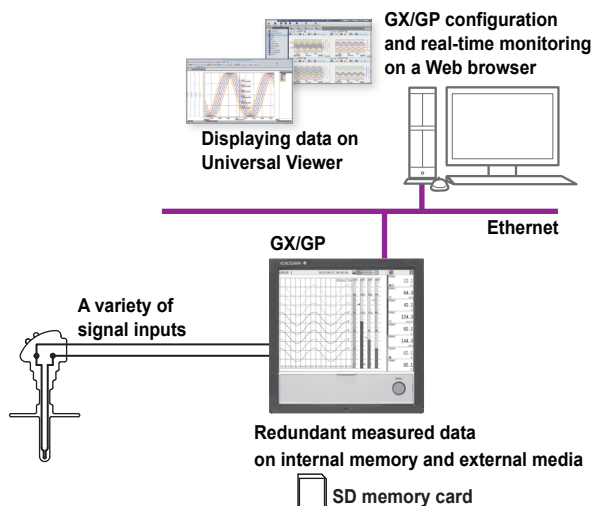 GX/GP configuration
and real-time monitoring
on a Web browser
Displaying data on
Universal Viewer
Ethernet
GX/GP
YOKOGAWA
A variety of
signal inputs
Redundant measured data
on internal memory and external media
SD memory card